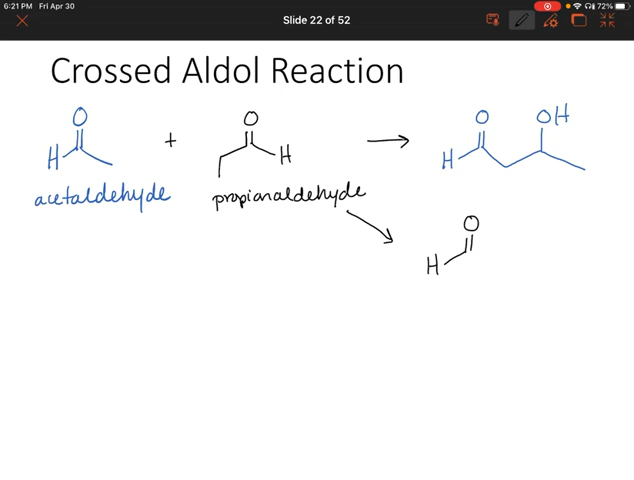 6:21 PM Fri Apr 30
72%
Slide 22 of 52
Crossed Aldol Reaction
O O O OH
H + H H
acetaldehyde propionaldehyde
O
H